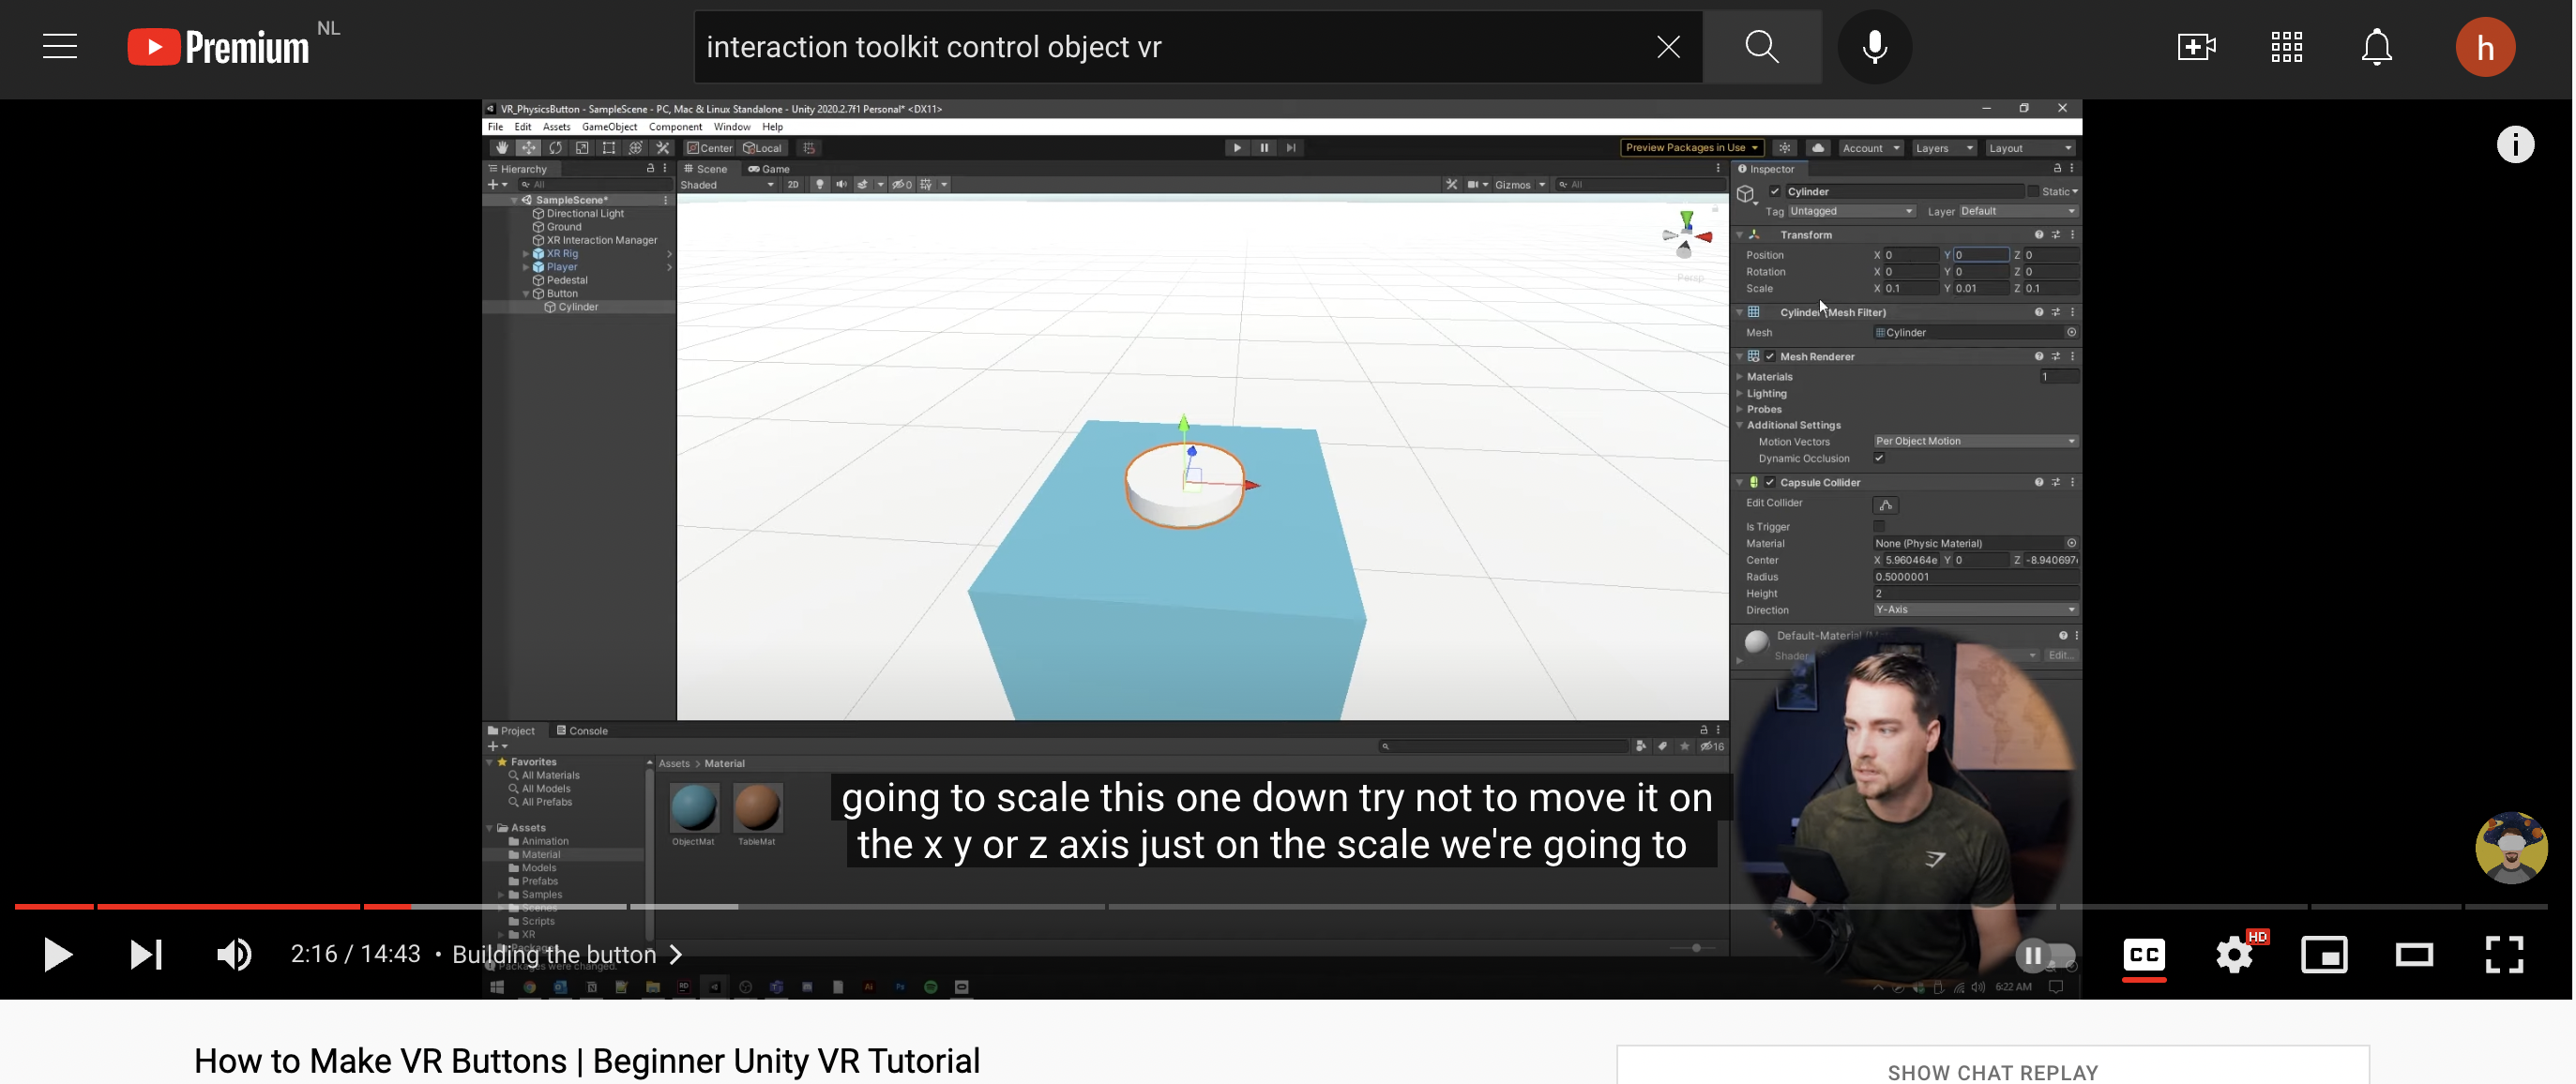 Premium NL
interaction toolkit control object vr
h
VR_PhysicsButton - SampleScene - PC, Mac & Linux Standalone - Unity 2020.2.7f1 Personal* <DX11>
File Edit Assets GameObject Component Window Help
Center Local
Preview Packages in Use Account Layers Layout
Hierarchy
All
SampleScene*
Directional Light
Ground
XR Interaction Manager
XR Rig
Player
Pedestal
Button
Cylinder
Scene Game
Shaded 2D 0 Gizmos All
Persp
Inspector
Cylinder Static
Tag Untagged Layer Default
Transform
Position X 0 Y 0 Z 0
Rotation X 0 Y 0 Z 0
Scale X 0.1 Y 0.01 Z 0.1
Cylinder (Mesh Filter)
Mesh Cylinder
Mesh Renderer
Materials 1
Lighting
Probes
Additional Settings
Motion Vectors Per Object Motion
Dynamic Occlusion
Capsule Collider
Edit Collider
Is Trigger
Material None (Physic Material)
Center X 5.960464e Y 0 Z -8.940697
Radius 0.5000001
Height 2
Direction Y-Axis
Default-Material
Shader Edit...
Project Console
16
Favorites
All Materials
All Models
All Prefabs
Assets
Animation
Material
Models
Prefabs
Samples
Scenes
Scripts
XR
Packages
Assets > Material
ObjectMat TableMat
going to scale this one down try not to move it on
the x y or z axis just on the scale we're going to
2:16 / 14:43 • Building the button
CC HD
Packages were changed.
6:22 AM
How to Make VR Buttons | Beginner Unity VR Tutorial
SHOW CHAT REPLAY